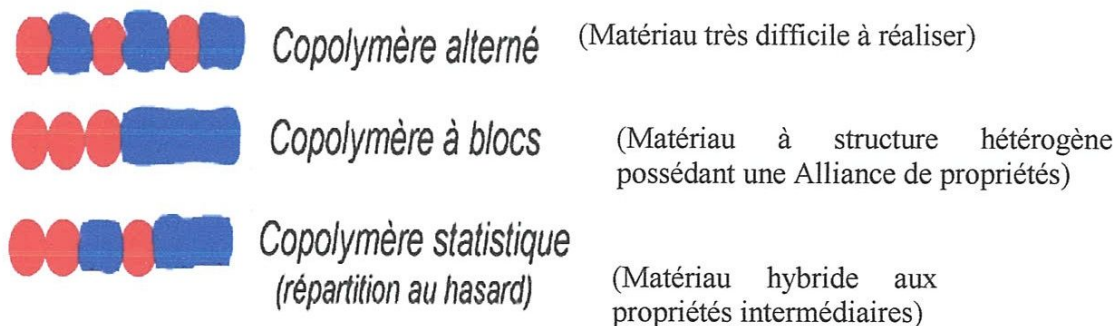 Copolymère alterné (Matériau très difficile à réaliser)
Copolymère à blocs (Matériau à structure hétérogène
possédant une Alliance de propriétés)
Copolymère statistique
(répartition au hasard) (Matériau hybride aux
propriétés intermédiaires)